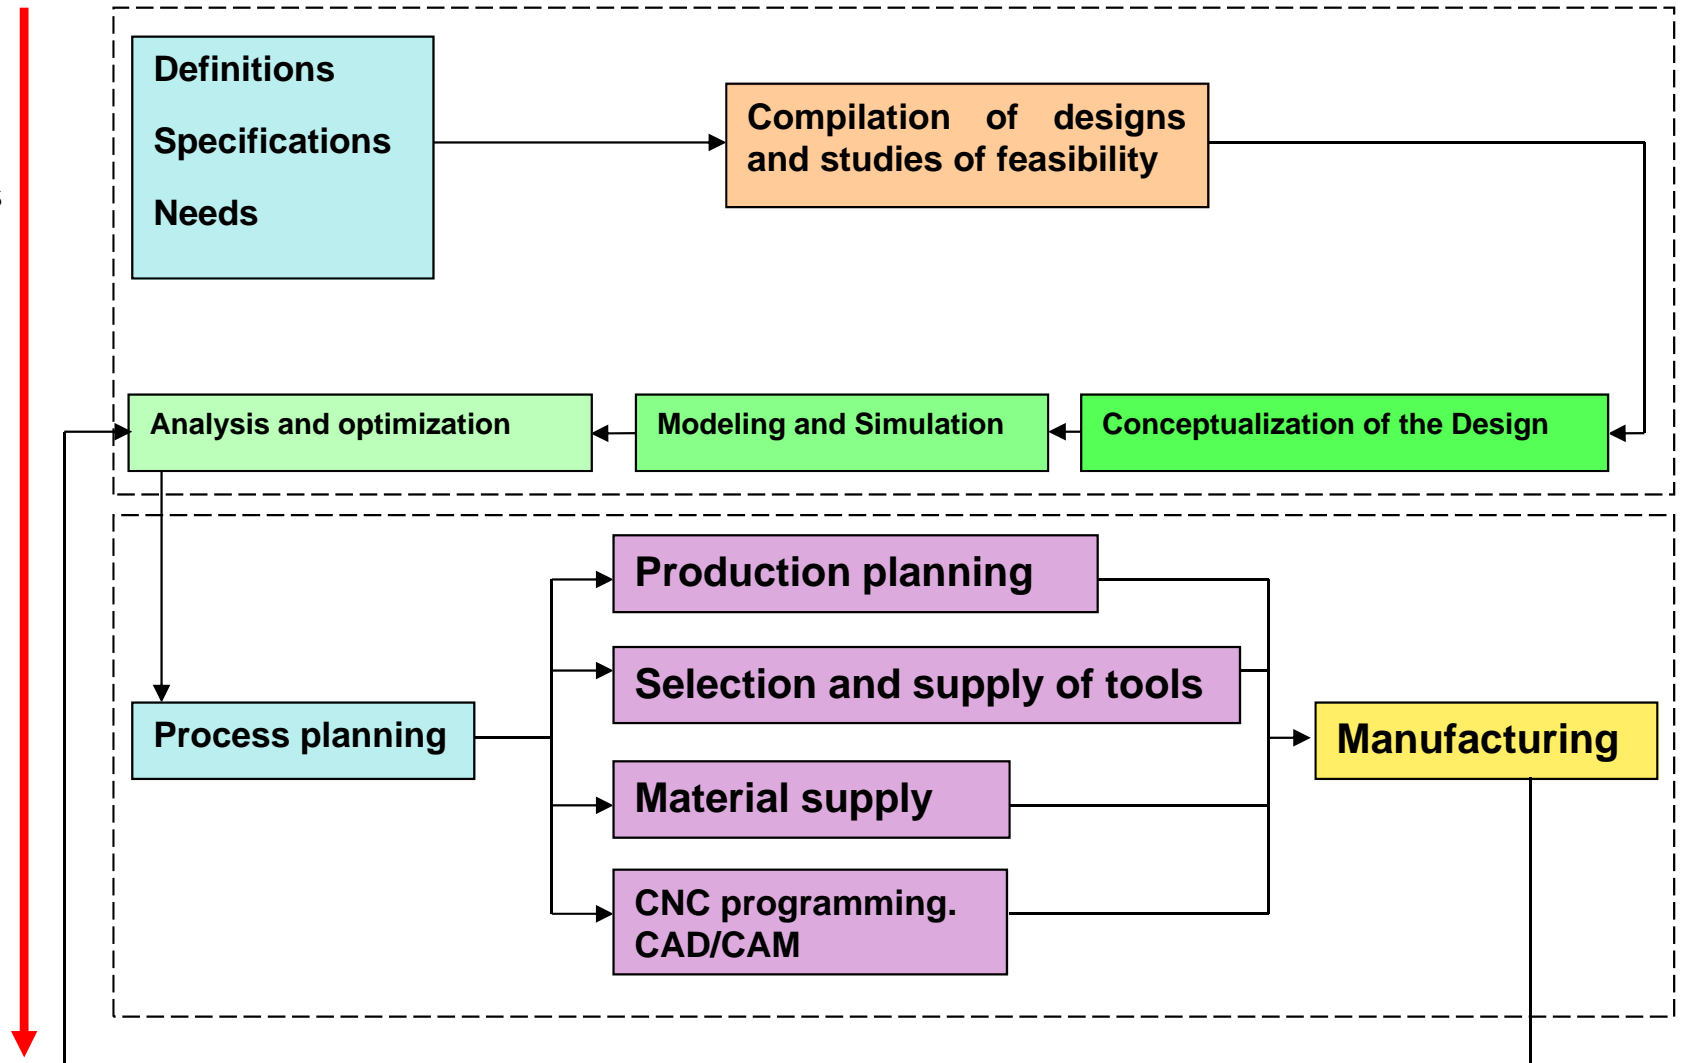 Definitions
Specifications
Needs
Compilation of designs
and studies of feasibility
Analysis and optimization
Modeling and Simulation
Conceptualization of the Design
Production planning
Selection and supply of tools
Process planning
Manufacturing
Material supply
CNC programming.
CAD/CAM